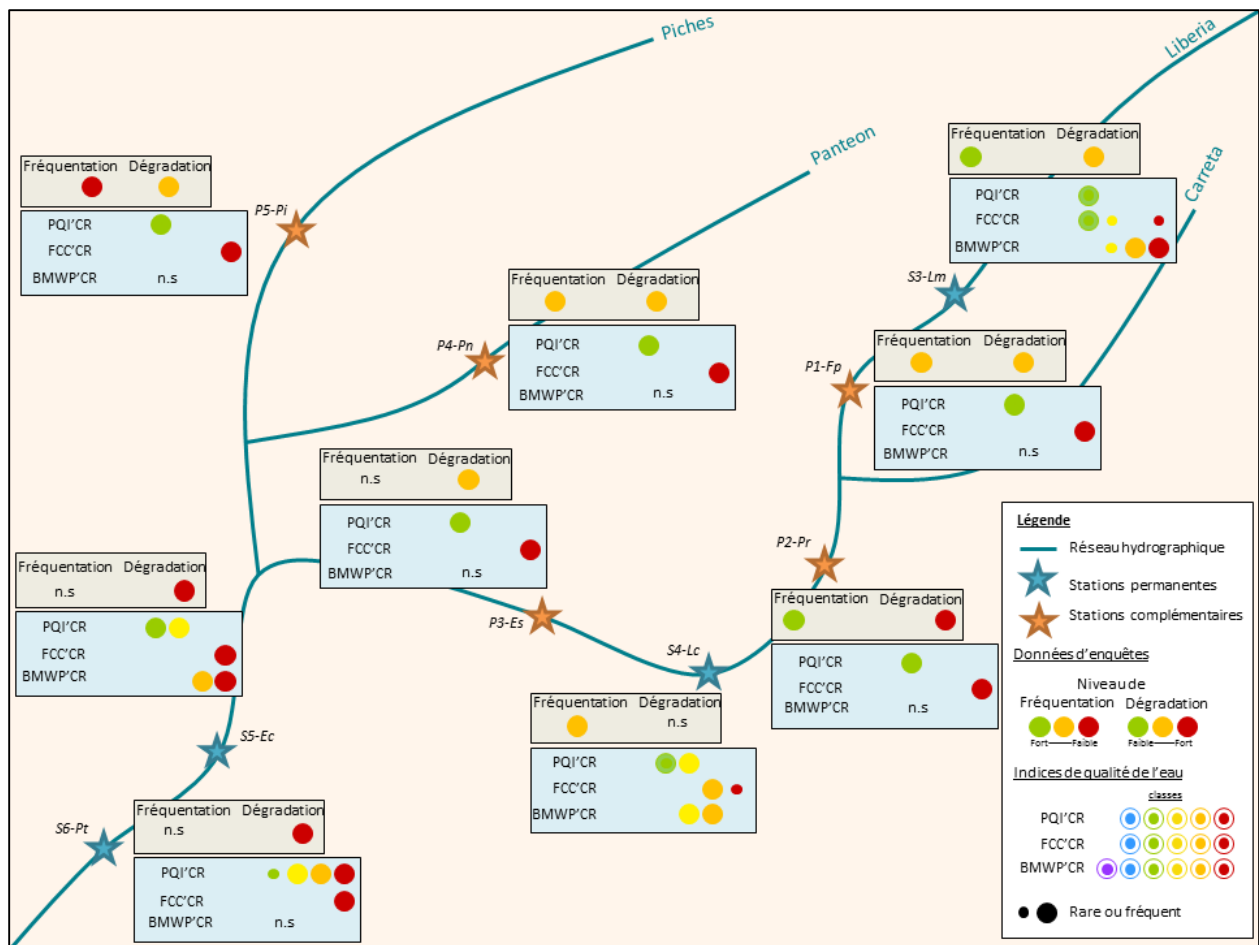 Piches
Liberia
Panteon
Carreta
Fréquentation Dégradation
PQI'CR
FCC'CR
BMWP'CR
S3-Lm
Fréquentation Dégradation
PQI'CR
FCC'CR
BMWP'CR n.s
P5-Pi
Fréquentation Dégradation
PQI'CR
FCC'CR
BMWP'CR n.s
P4-Pn
Fréquentation Dégradation
PQI'CR
FCC'CR
BMWP'CR n.s
P1-Fp
Fréquentation Dégradation
n.s
PQI'CR
FCC'CR
BMWP'CR n.s
P3-Es
P2-Pr
Fréquentation Dégradation
PQI'CR
FCC'CR
BMWP'CR n.s
S4-Lc
Fréquentation Dégradation
n.s
PQI'CR
FCC'CR
BMWP'CR
Fréquentation Dégradation
n.s
PQI'CR
FCC'CR
BMWP'CR
S5-Ec
S6-Pt
Fréquentation Dégradation
n.s
PQI'CR
FCC'CR
BMWP'CR n.s
Légende
Réseau hydrographique
Stations permanentes
Stations complémentaires
Données d'enquêtes
Niveau de
Fréquentation Dégradation
Fort Faible Faible Fort
Indices de qualité de l'eau
classes
PQI'CR
FCC'CR
BMWP'CR
Rare ou fréquent